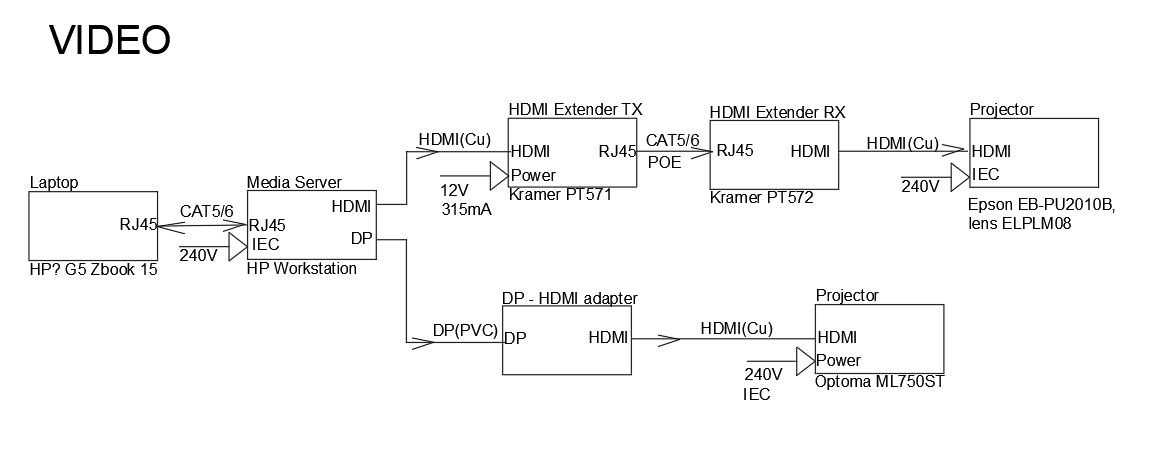 VIDEO
HDMI Extender TX
HDMI Extender RX
Projector
HDMI(Cu)
HDMI
RJ45
CAT5/6
POE
RJ45
HDMI
HDMI(Cu)
HDMI
Power
12V
315mA
Kramer PT571
Kramer PT572
240V
IEC
Epson EB-PU2010B,
lens ELPLM08
Laptop
RJ45
HP? G5 Zbook 15
CAT5/6
240V
Media Server
HDMI
RJ45
IEC
DP
HP Workstation
DP - HDMI adapter
DP(PVC)
DP
HDMI
HDMI(Cu)
Projector
HDMI
Power
240V
IEC
Optoma ML750ST